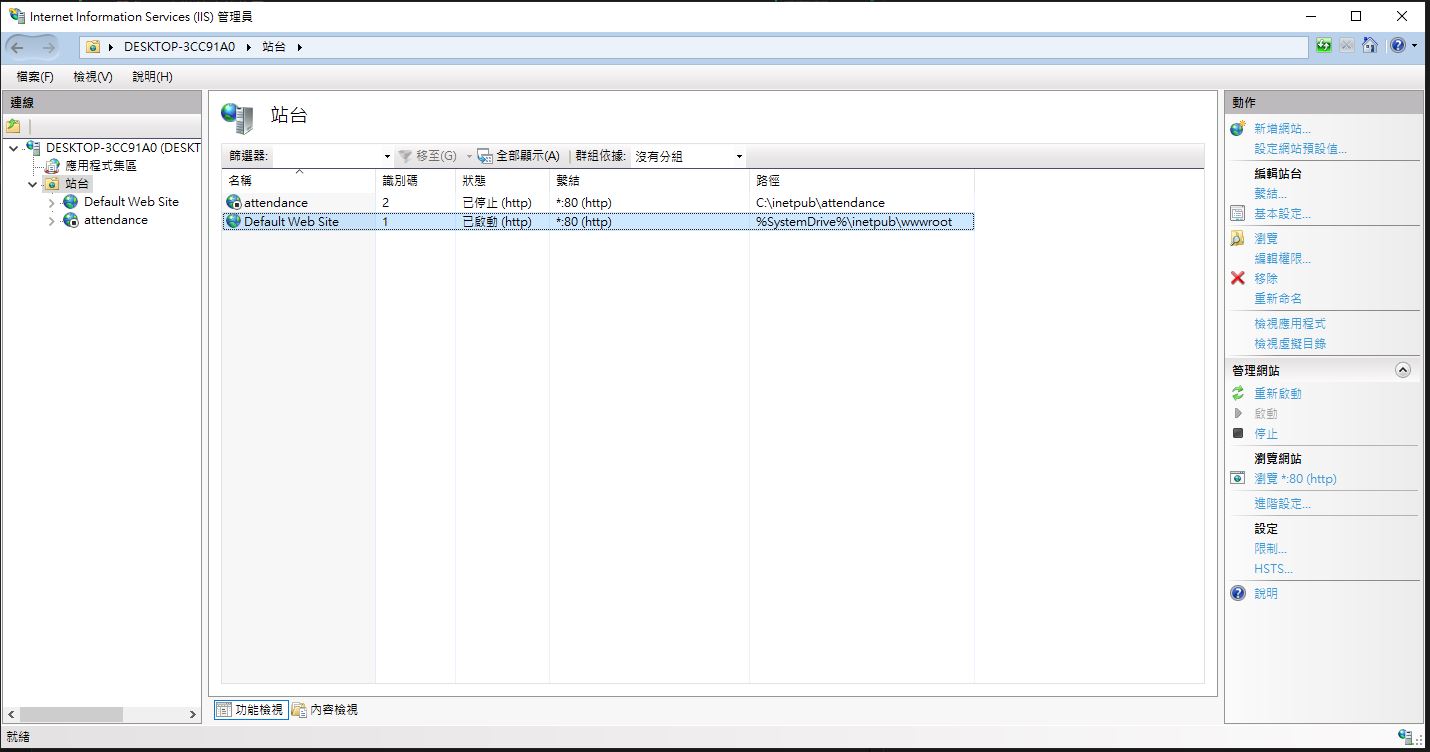 Internet Information Services (IIS) 管理員
DESKTOP-3CC91A0 站台
檔案(F) 檢視(V) 說明(H)
連線
DESKTOP-3CC91A0 (DESKT
應用程式集區
站台
Default Web Site
attendance
站台
篩選器: 移至(G) 全部顯示(A) 群組依據: 沒有分組
名稱 識別碼 狀態 繫結 路徑
attendance 2 已停止 (http) *:80 (http) C:\inetpub\attendance
Default Web Site 1 已啟動 (http) *:80 (http) %SystemDrive%\inetpub\wwwroot
功能檢視 內容檢視
動作
新增網站...
設定網站預設值...
編輯站台
繫結...
基本設定...
瀏覽
編輯權限...
移除
重新命名
檢視應用程式
檢視虛擬目錄
管理網站
重新啟動
啟動
停止
瀏覽網站
瀏覽 *:80 (http)
進階設定...
設定
限制...
HSTS...
說明
就緒